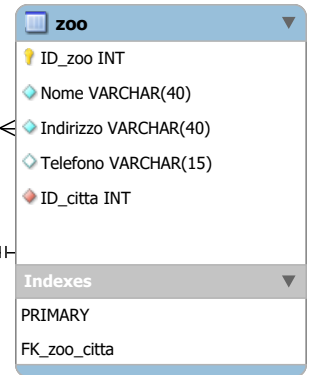 zoo
ID_zoo INT
Nome VARCHAR(40)
Indirizzo VARCHAR(40)
Telefono VARCHAR(15)
ID_citta INT
Indexes
PRIMARY
FK_zoo_citta